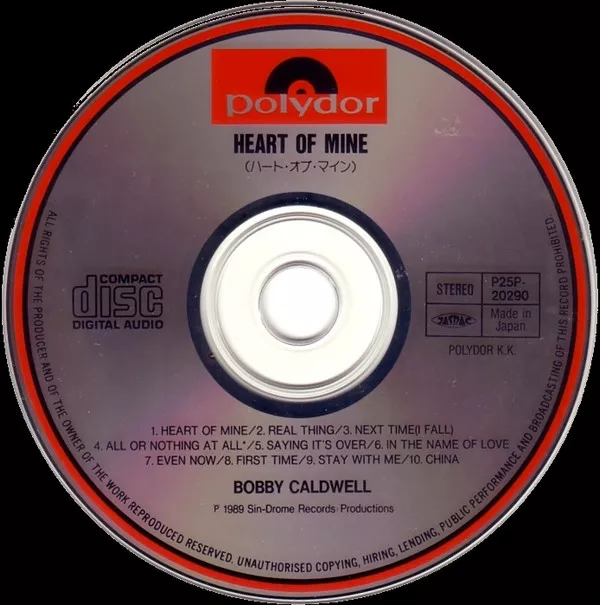 polydor
HEART OF MINE
(ハート・オブ・マイン)
COMPACT
disc
DIGITAL AUDIO
STEREO
P25P-
20290
JASRAC
Made in
Japan
POLYDOR K.K.
1. HEART OF MINE/2. REAL THING/3. NEXT TIME(I FALL)
4. ALL OR NOTHING AT ALL*/5. SAYING IT'S OVER/6. IN THE NAME OF LOVE
7. EVEN NOW/8. FIRST TIME/9. STAY WITH ME/10. CHINA
BOBBY CALDWELL
℗ 1989 Sin-Drome Records Productions
ALL RIGHTS OF THE PRODUCER AND OF THE OWNER OF THE WORK REPRODUCED RESERVED. UNAUTHORISED COPYING, HIRING, LENDING, PUBLIC PERFORMANCE AND BROADCASTING OF THIS RECORD PROHIBITED.